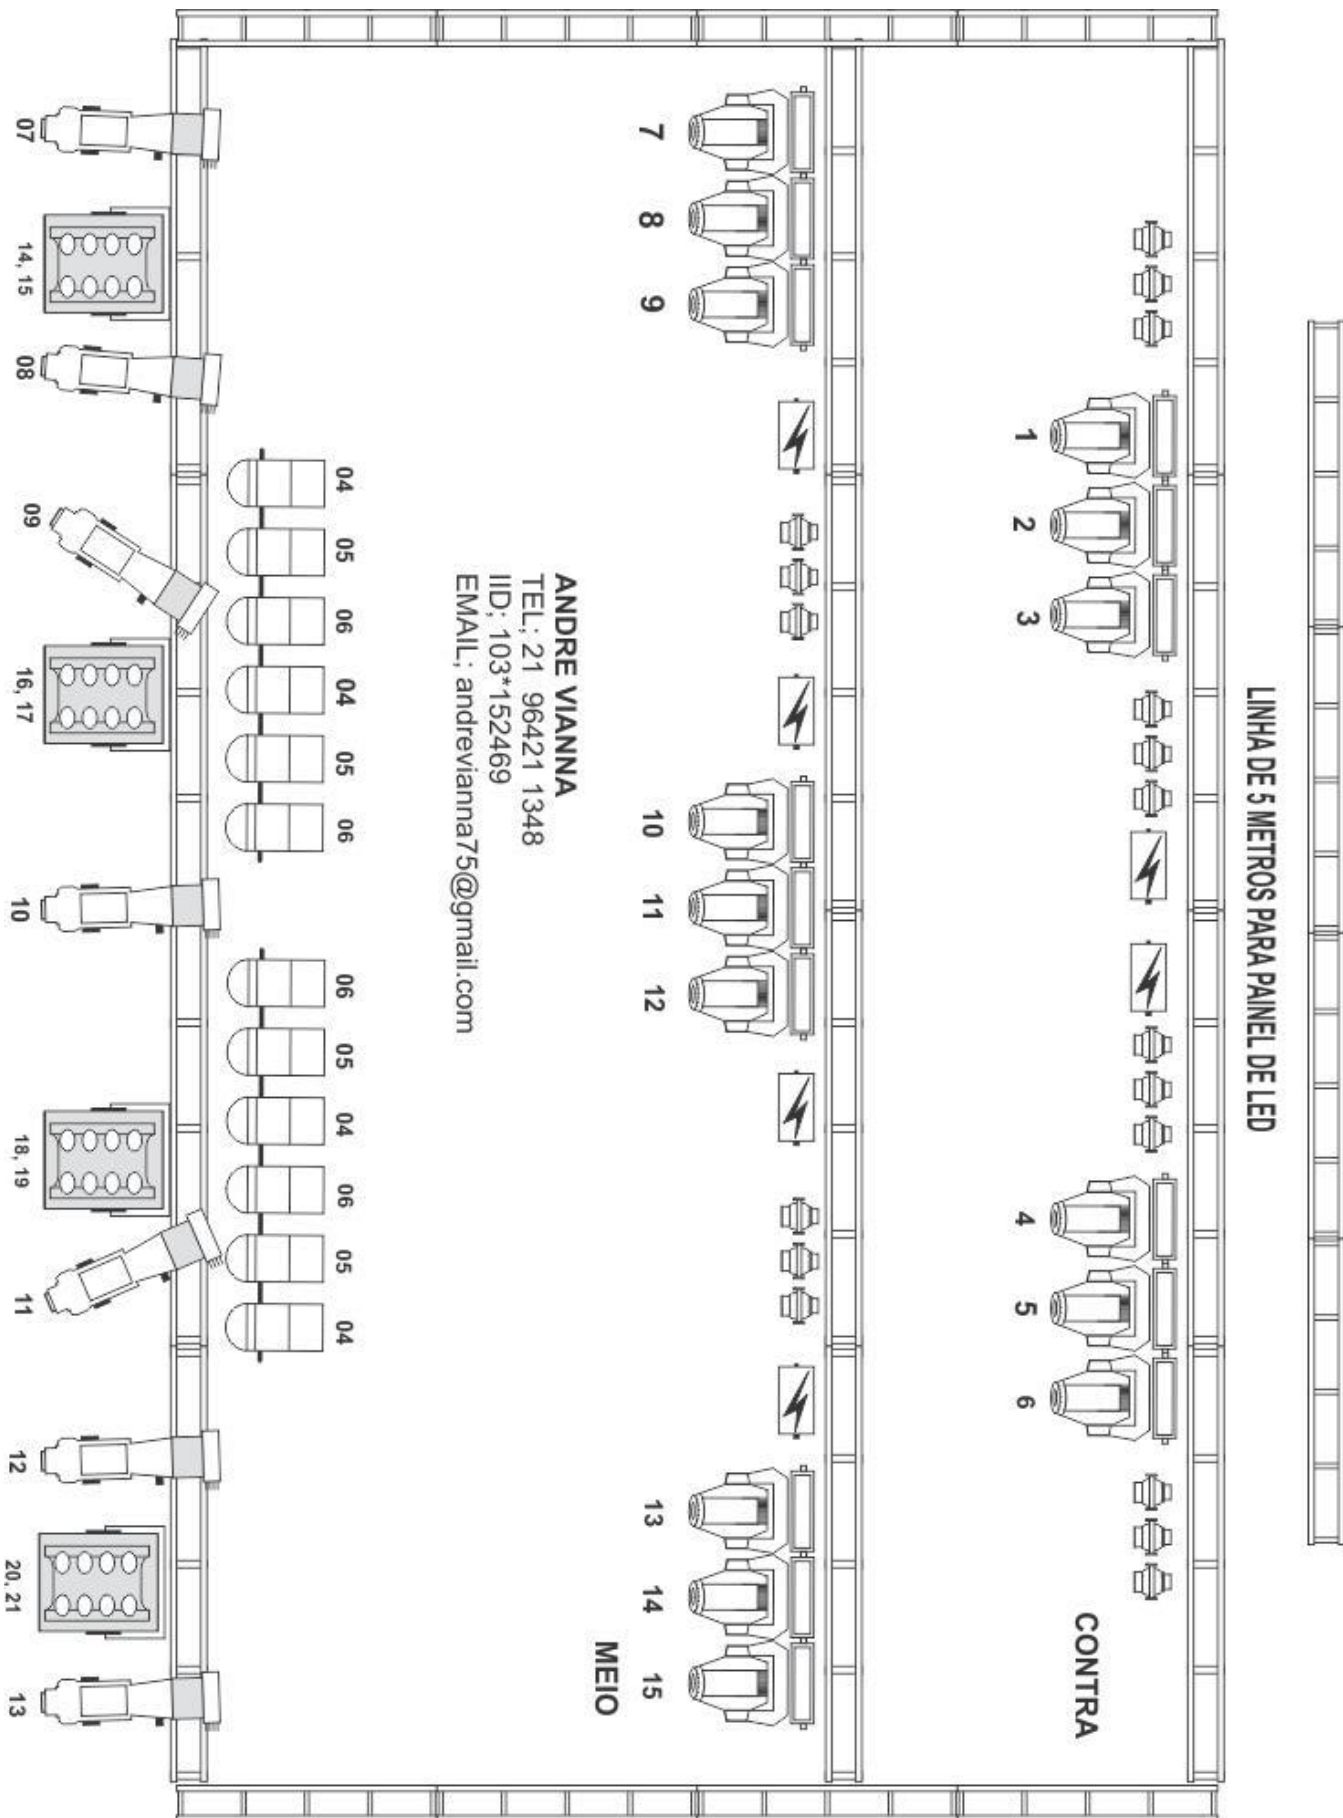 LINHA DE 5 METROS PARA PAINEL DE LED
1 2 3 4 5 6
CONTRA
7 8 9 10 11 12 13 14 15
MEIO
ANDRE VIANNA
TEL; 21 96421 1348
IID; 103*152469
EMAIL; andrevianna75@gmail.com
04 05 06 04 05 06 06 05 04 06 05 04
07 14, 15 08 09 16, 17 10 18, 19 11 12 20, 21 13